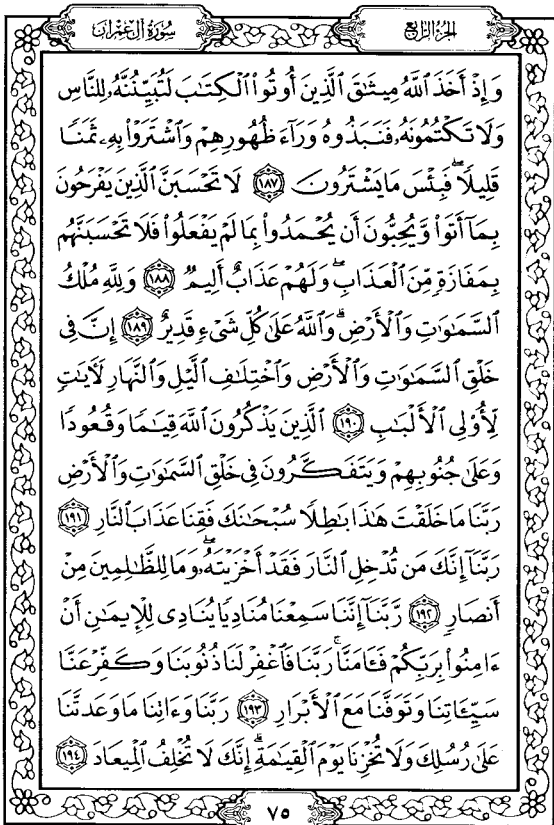 الجزء الرابع
سورة آل عمران
وَإِذْ أَخَذَ ٱللَّهُ مِيثَٰقَ ٱلَّذِينَ أُوتُوا۟ ٱلْكِتَٰبَ لَتُبَيِّنُنَّهُۥ لِلنَّاسِ
وَلَا تَكْتُمُونَهُۥ فَنَبَذُوهُ وَرَآءَ ظُهُورِهِمْ وَٱشْتَرَوْا۟ بِهِۦ ثَمَنًا
قَلِيلًا ۖ فَبِئْسَ مَا يَشْتَرُونَ ١٨٧ لَا تَحْسَبَنَّ ٱلَّذِينَ يَفْرَحُونَ
بِمَآ أَتَوا۟ وَّيُحِبُّونَ أَن يُحْمَدُوا۟ بِمَا لَمْ يَفْعَلُوا۟ فَلَا تَحْسَبَنَّهُم
بِمَفَازَةٍ مِّنَ ٱلْعَذَابِ ۖ وَلَهُمْ عَذَابٌ أَلِيمٌ ١٨٨ وَلِلَّهِ مُلْكُ
ٱلسَّمَٰوَٰتِ وَٱلْأَرْضِ ۗ وَٱللَّهُ عَلَىٰ كُلِّ شَىْءٍ قَدِيرٌ ١٨٩ إِنَّ فِى
خَلْقِ ٱلسَّمَٰوَٰتِ وَٱلْأَرْضِ وَٱخْتِلَٰفِ ٱلَّيْلِ وَٱلنَّهَارِ لَءَايَٰتٍ
لِّأُو۟لِى ٱلْأَلْبَٰبِ ١٩٠ ٱلَّذِينَ يَذْكُرُونَ ٱللَّهَ قِيَٰمًا وَقُعُودًا
وَعَلَىٰ جُنُوبِهِمْ وَيَتَفَكَّرُونَ فِى خَلْقِ ٱلسَّمَٰوَٰتِ وَٱلْأَرْضِ
رَبَّنَا مَا خَلَقْتَ هَٰذَا بَٰطِلًا سُبْحَٰنَكَ فَقِنَا عَذَابَ ٱلنَّارِ ١٩١
رَبَّنَآ إِنَّكَ مَن تُدْخِلِ ٱلنَّارَ فَقَدْ أَخْزَيْتَهُۥ ۖ وَمَا لِلظَّٰلِمِينَ مِنْ
أَنصَارٍ ١٩٢ رَّبَّنَآ إِنَّنَا سَمِعْنَا مُنَادِيًا يُنَادِى لِلْإِيمَٰنِ أَنْ
ءَامِنُوا۟ بِرَبِّكُمْ فَـَٔامَنَّا ۚ رَبَّنَا فَٱغْفِرْ لَنَا ذُنُوبَنَا وَكَفِّرْ عَنَّا
سَيِّـَٔاتِنَا وَتَوَفَّنَا مَعَ ٱلْأَبْرَارِ ١٩٣ رَبَّنَا وَءَاتِنَا مَا وَعَدتَّنَا
عَلَىٰ رُسُلِكَ وَلَا تُخْزِنَا يَوْمَ ٱلْقِيَٰمَةِ ۗ إِنَّكَ لَا تُخْلِفُ ٱلْمِيعَادَ ١٩٤
٧٥